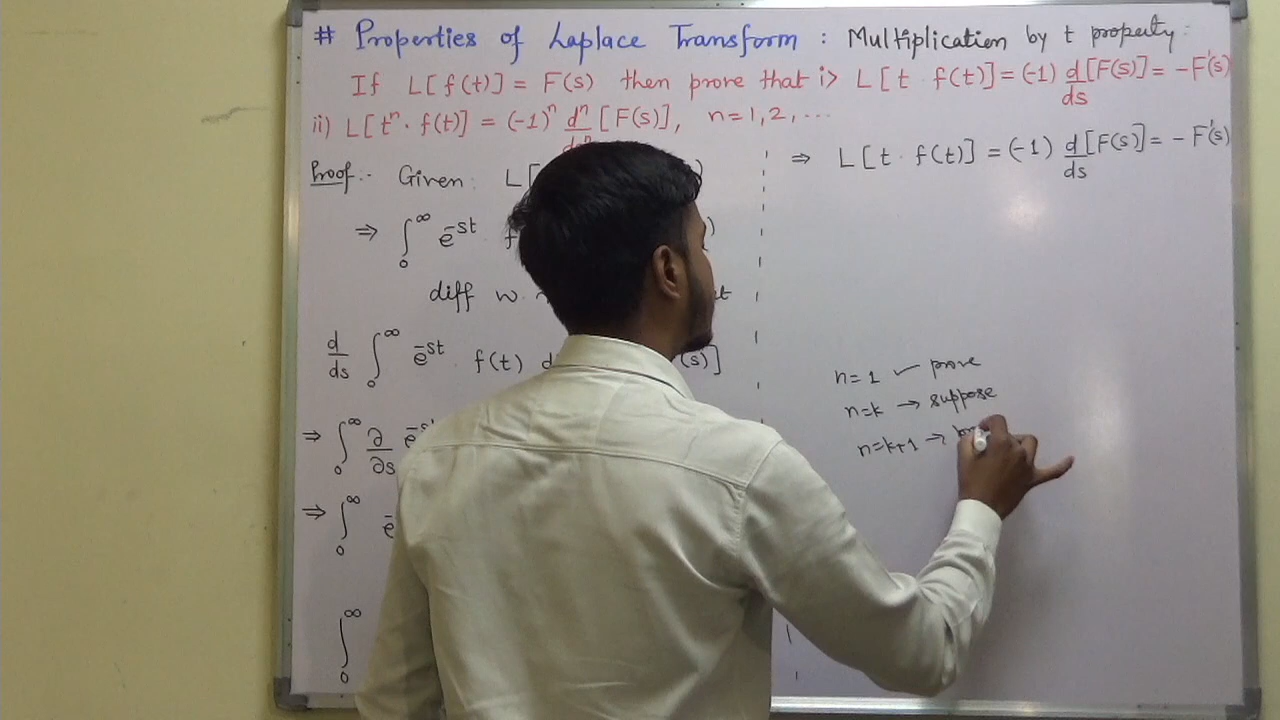 # Properties of Laplace Transform : Multiplication by t property:
If L[f(t)] = F(s) then prove that i> L[t f(t)] = (-1) d/ds [F(s)] = -F'(s)
ii) L[tⁿ. f(t)] = (-1)ⁿ dⁿ [F(s)], n=1,2,...
Proof:- Given: L[
⇒ ∫₀^∞ e^-st f )
diff w t
d/ds ∫₀^∞ e^-st f(t) d (s)]
⇒ ∫₀^∞ ∂/∂s e^-s
⇒ ∫₀^∞ e
∫₀^∞
⇒ L[t. f(t)] = (-1) d/ds [F(s)] = -F'(s)
n=1 ✓ prove
n=k → suppose
n=k+1 →